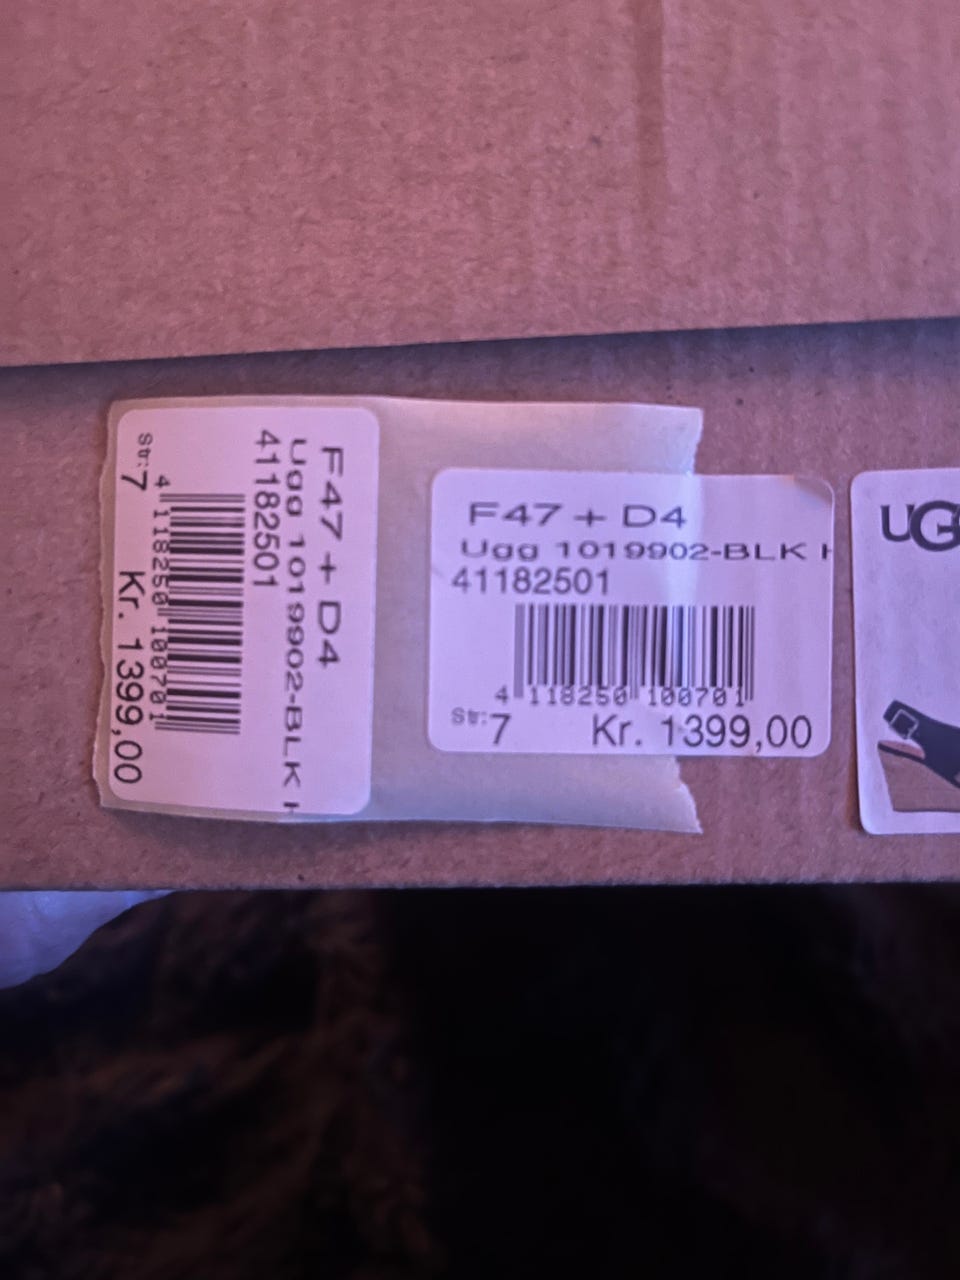 F47 + D4
Ugg 1019902-BLK H
41182501
4 118250 100701
Str:7 Kr. 1399,00
F47 + D4
Ugg 1019902-BLK
41182501
4 118250 100701
Str:7 Kr. 1399,00
UG